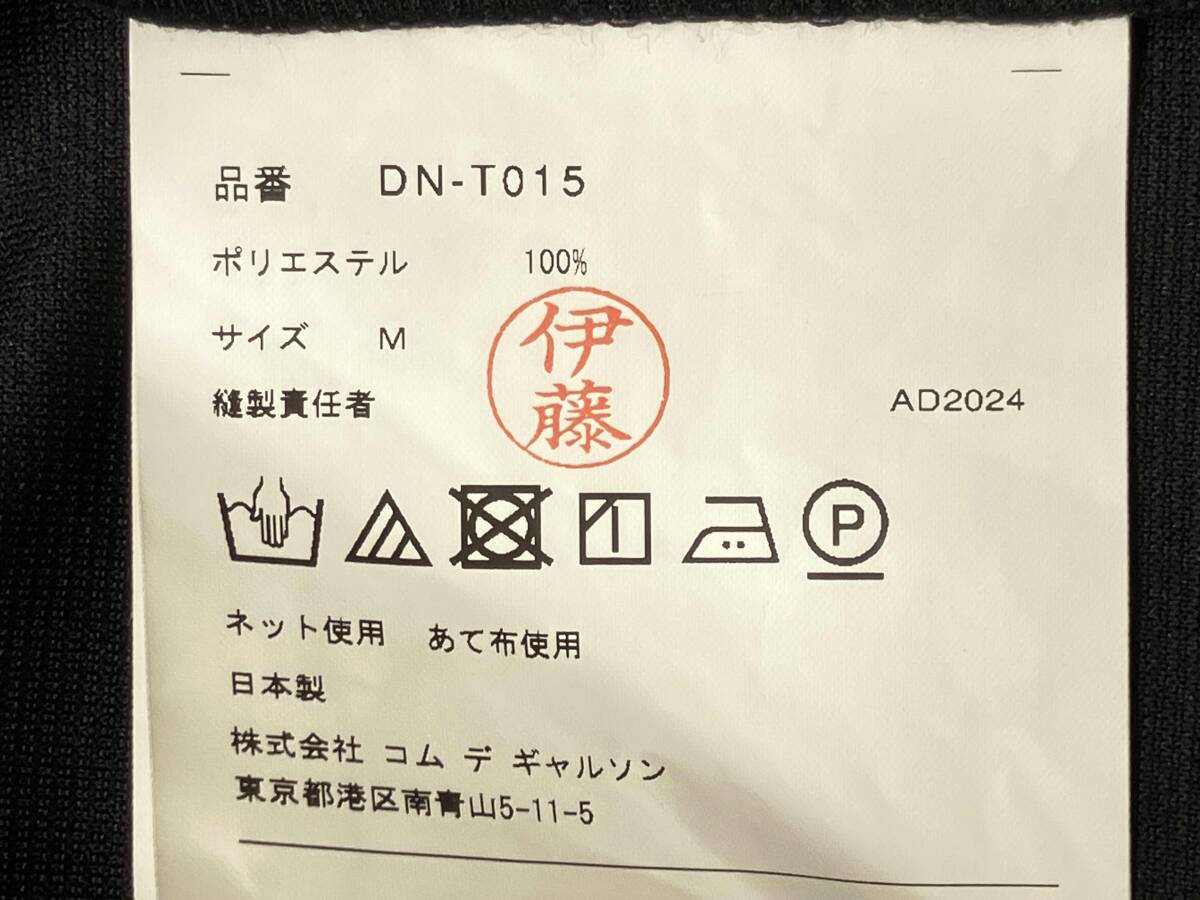 品番 DN-T015
ポリエステル 100%
サイズ M
縫製責任者 伊藤 AD2024
P
ネット使用 あて布使用
日本製
株式会社 コム デ ギャルソン
東京都港区南青山5-11-5